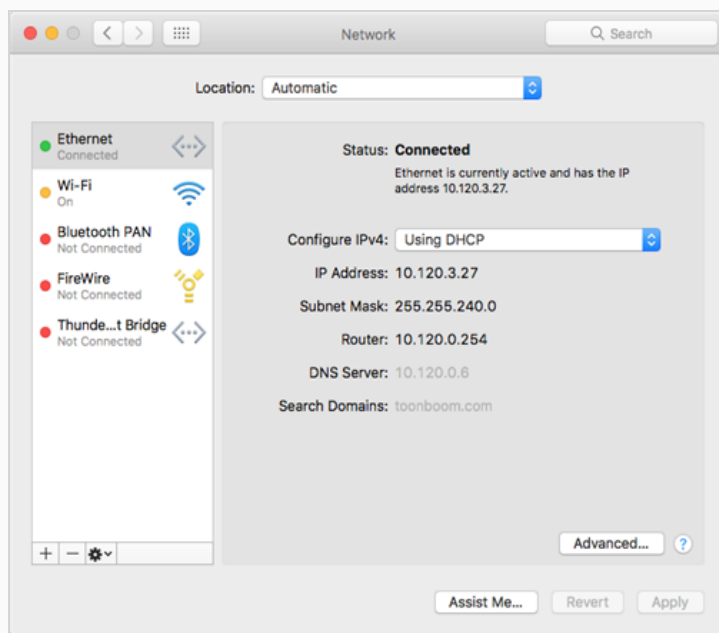 Network
Search
Location: Automatic
Ethernet
Connected
Wi-Fi
On
Bluetooth PAN
Not Connected
FireWire
Not Connected
Thunde...t Bridge
Not Connected
Status: Connected
Ethernet is currently active and has the IP
address 10.120.3.27.
Configure IPv4: Using DHCP
IP Address: 10.120.3.27
Subnet Mask: 255.255.240.0
Router: 10.120.0.254
DNS Server: 10.120.0.6
Search Domains: toonboom.com
Advanced... ?
Assist Me... Revert Apply